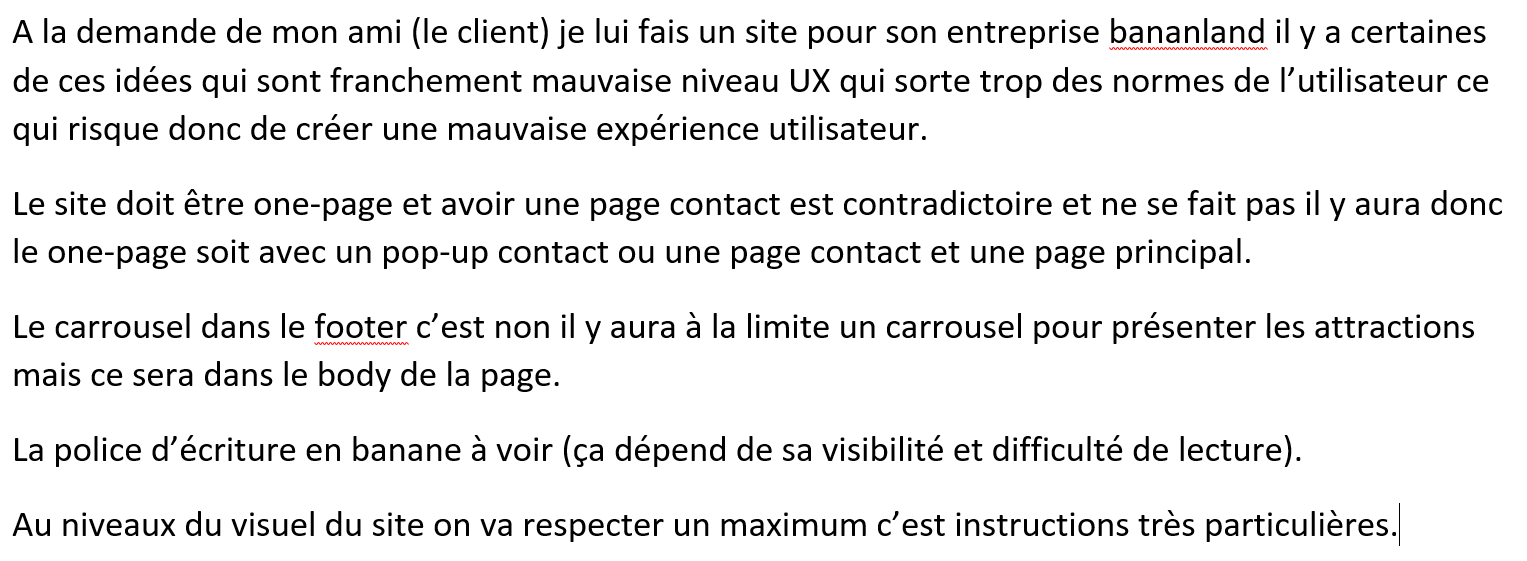 A la demande de mon ami (le client) je lui fais un site pour son entreprise bananland il y a certaines
de ces idées qui sont franchement mauvaise niveau UX qui sorte trop des normes de l’utilisateur ce
qui risque donc de créer une mauvaise expérience utilisateur.
Le site doit être one-page et avoir une page contact est contradictoire et ne se fait pas il y aura donc
le one-page soit avec un pop-up contact ou une page contact et une page principal.
Le carrousel dans le footer c’est non il y aura à la limite un carrousel pour présenter les attractions
mais ce sera dans le body de la page.
La police d’écriture en banane à voir (ça dépend de sa visibilité et difficulté de lecture).
Au niveaux du visuel du site on va respecter un maximum c’est instructions très particulières.